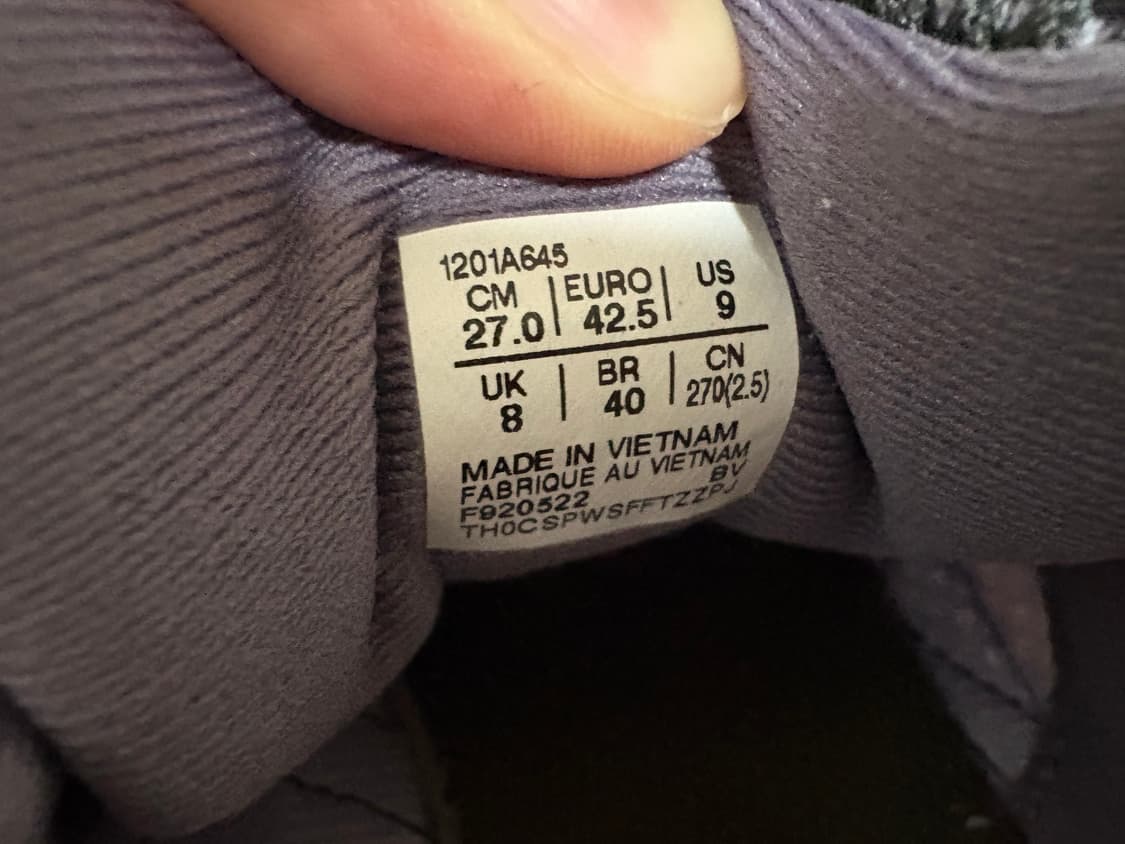 1201A645
CM | EURO | US
27.0 | 42.5 | 9
UK | BR | CN
8 | 40 | 270(2.5)
MADE IN VIETNAM
FABRIQUE AU VIETNAM
BV
F920522
TH0CSPWSFFTZZPJ